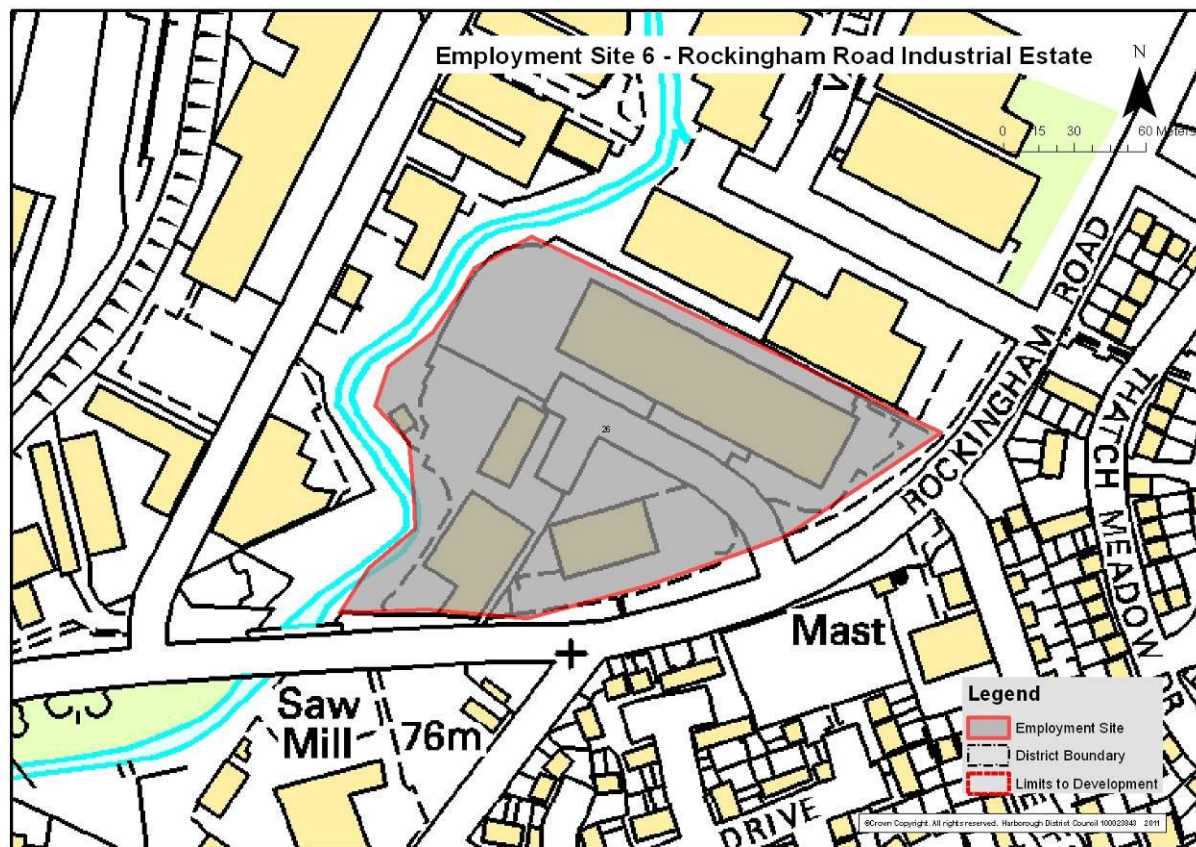 Employment Site 6 - Rockingham Road Industrial Estate
N
0 15 30 60 Meters
ROCKINGHAM ROAD
THATCH MEADOW
26
Mast
Saw
Mill
76m
DRIVE
Legend
Employment Site
District Boundary
Limits to Development
©Crown Copyright. All rights reserved. Harborough District Council 100023843 2011